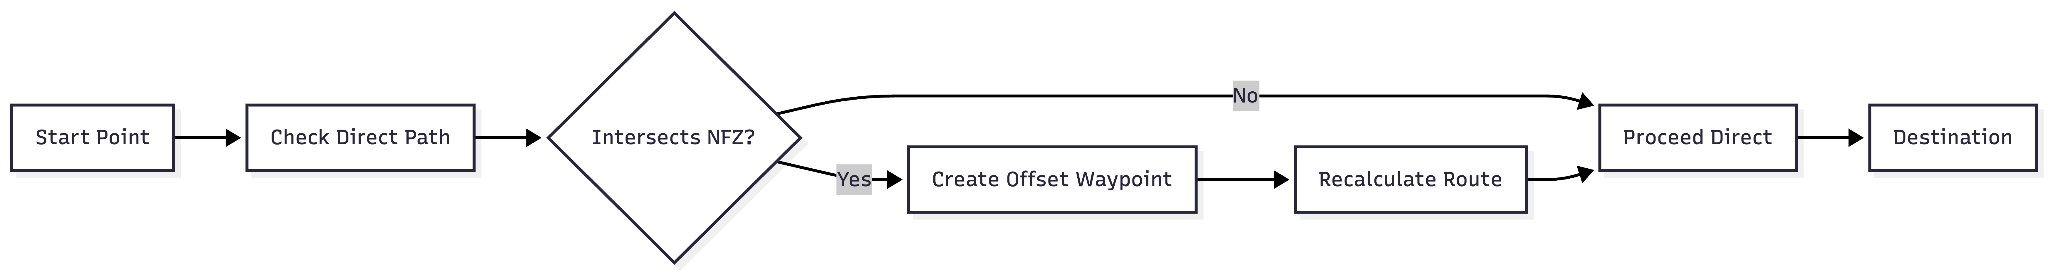 Start Point
Check Direct Path
Intersects NFZ?
No
Yes
Create Offset Waypoint
Recalculate Route
Proceed Direct
Destination